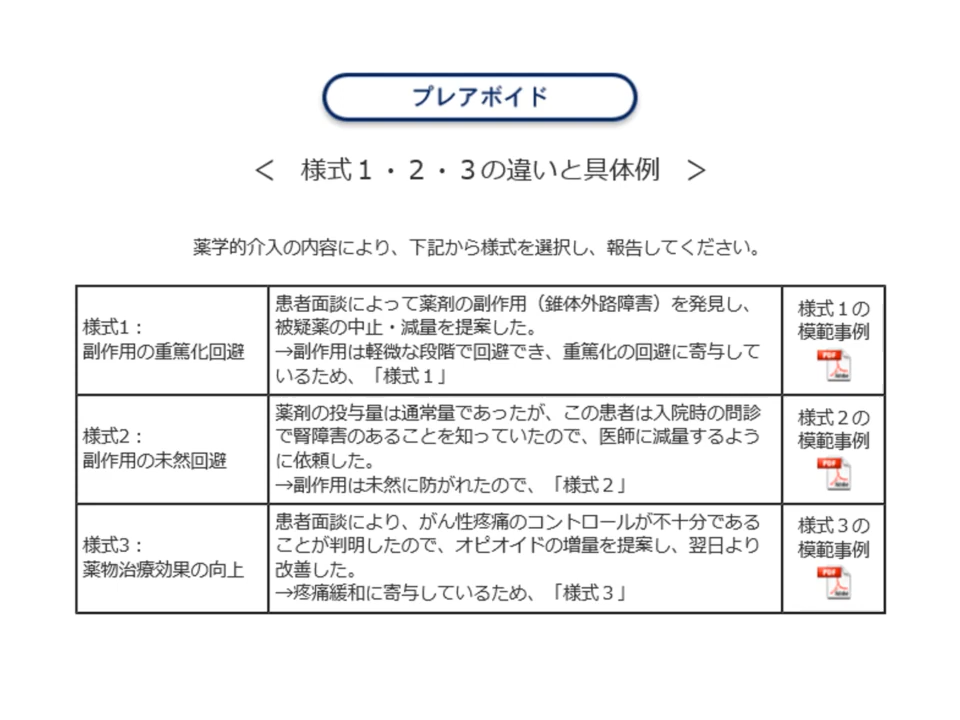 プレアボイド
＜ 様式１・２・３の違いと具体例 ＞
薬学的介入の内容により、下記から様式を選択し、報告してください。
様式1：
副作用の重篤化回避
患者面談によって薬剤の副作用（錐体外路障害）を発見し、
被疑薬の中止・減量を提案した。
→副作用は軽微な段階で回避でき、重篤化の回避に寄与して
いるため、「様式１」
様式１の
模範事例
PDF
様式2：
副作用の未然回避
薬剤の投与量は通常量であったが、この患者は入院時の問診
で腎障害のあることを知っていたので、医師に減量するよう
に依頼した。
→副作用は未然に防がれたので、「様式２」
様式２の
模範事例
PDF
様式3：
薬物治療効果の向上
患者面談により、がん性疼痛のコントロールが不十分である
ことが判明したので、オピオイドの増量を提案し、翌日より
改善した。
→疼痛緩和に寄与しているため、「様式３」
様式３の
模範事例
PDF